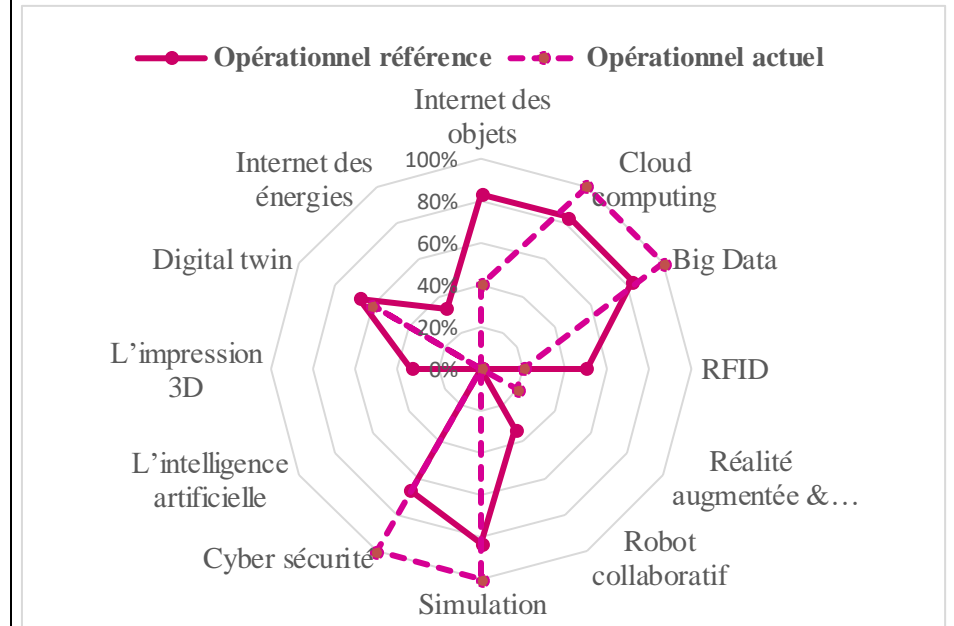 Opérationnel référence
Opérationnel actuel
Internet des
objets
Cloud
computing
Big Data
RFID
Réalité
augmentée &…
Robot
collaboratif
Simulation
Cyber sécurité
L'intelligence
artificielle
L'impression
3D
Digital twin
Internet des
énergies
100%
80%
60%
40%
20%
0%